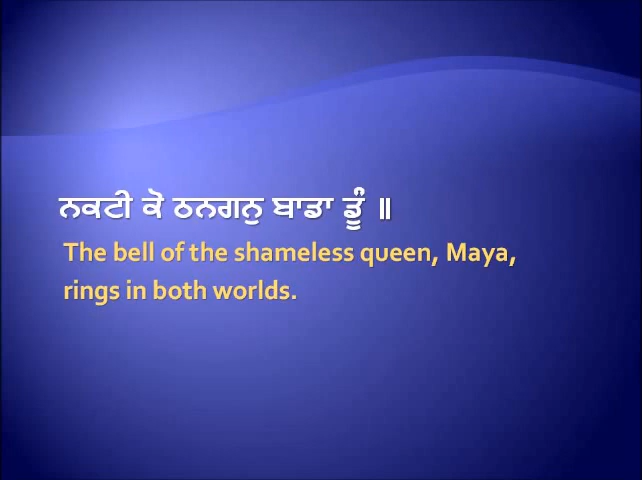 ਨਕਟੀ ਕੋ ਠਨਗਨੁ ਬਾਡਾ ਡੂੰ ॥
The bell of the shameless queen, Maya,
rings in both worlds.